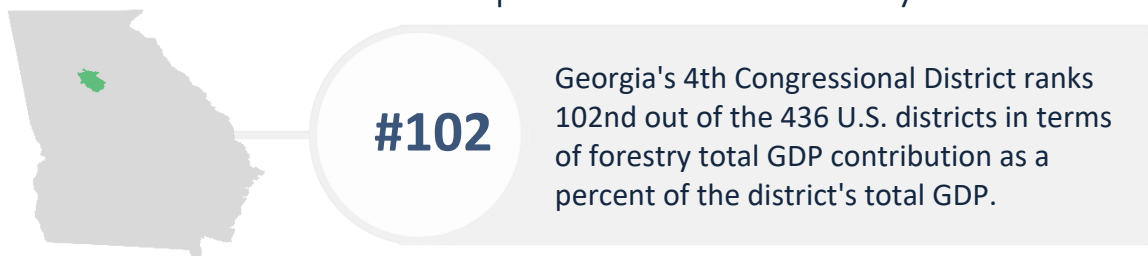 #102
Georgia's 4th Congressional District ranks
102nd out of the 436 U.S. districts in terms
of forestry total GDP contribution as a
percent of the district's total GDP.